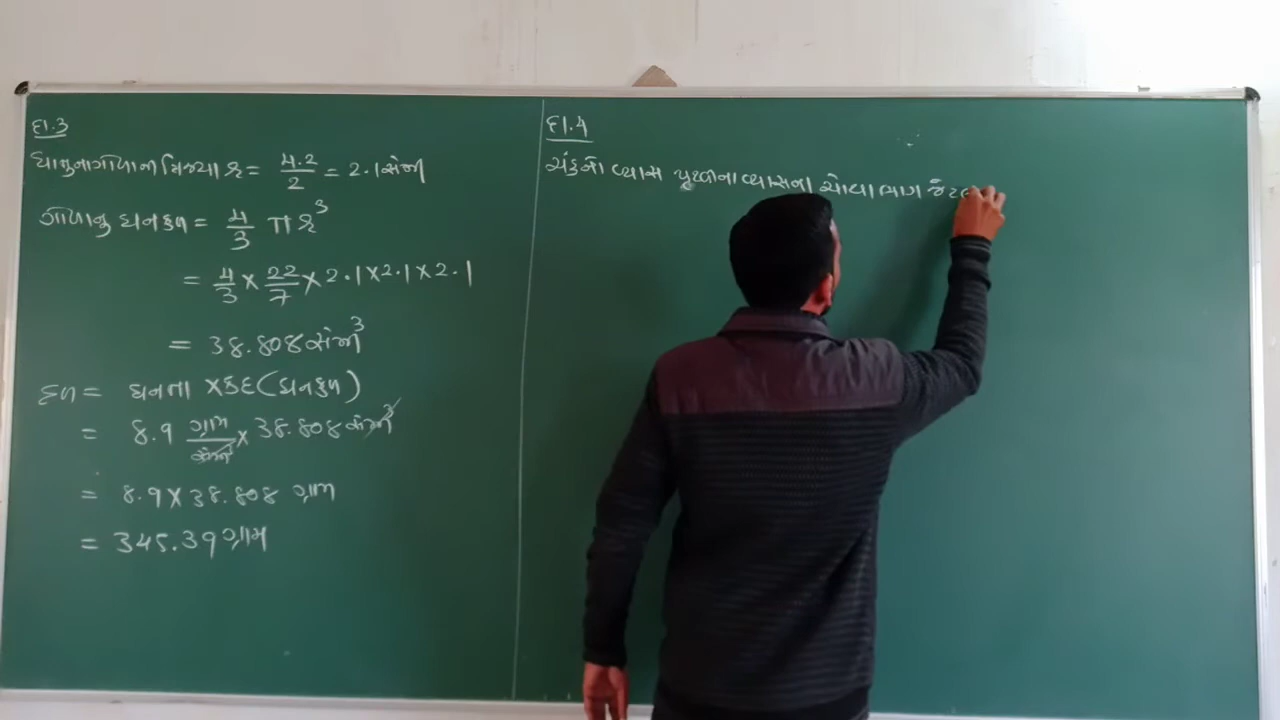 દા.3
ધાતુના ગોળાની ત્રિજ્યા r = 4.2/2 = 2.1 સેમી
ગોળાનું ઘનફળ = 4/3 π r³
= 4/3 × 22/7 × 2.1 × 2.1 × 2.1
= 38.808 સેમી³
દળ = ઘનતા × કદ (ઘનફળ)
= 8.9 ગ્રામ/સેમી³ × 38.808 સેમી³
= 8.9 × 38.808 ગ્રામ
= 345.39 ગ્રામ
દા.4
ચંદ્રનો વ્યાસ પૃથ્વીના વ્યાસના ચોથા ભાગ